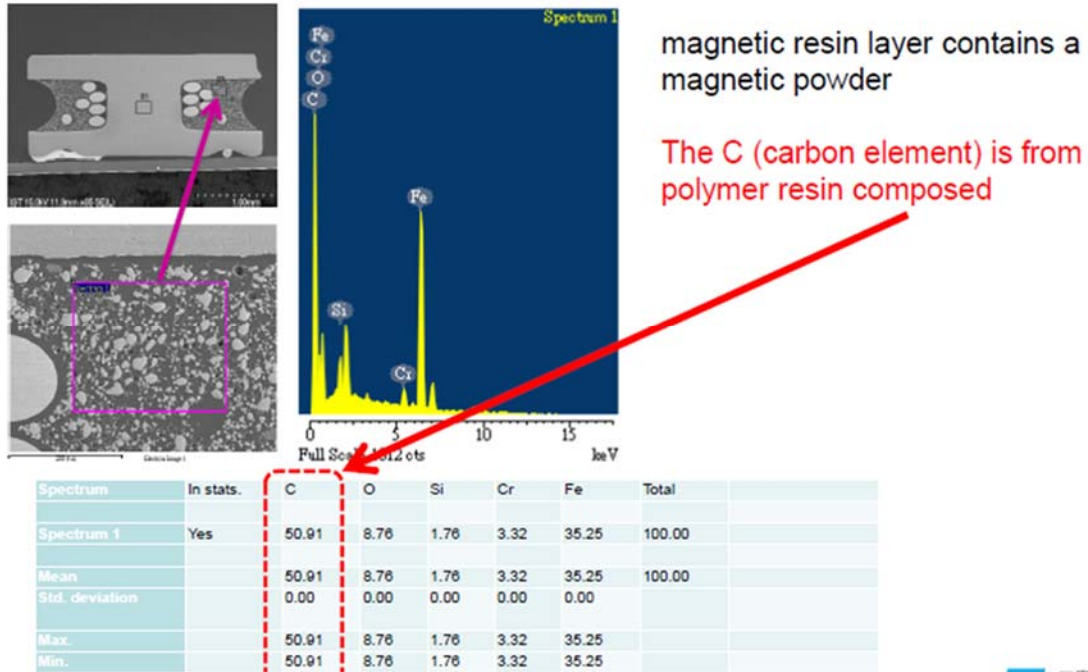 Spectrum 1
Fe
Cr
O
C
Fe
Si
Cr
0 5 10 15
keV
magnetic resin layer contains a
magnetic powder
The C (carbon element) is from
polymer resin composed
1.00mm
Spectrum In stats. C O Si Cr Fe Total
Spectrum 1 Yes 50.91 8.76 1.76 3.32 35.25 100.00
Mean 50.91 8.76 1.76 3.32 35.25 100.00
Std. deviation 0.00 0.00 0.00 0.00 0.00
Max. 50.91 8.76 1.76 3.32 35.25
Min. 50.91 8.76 1.76 3.32 35.25